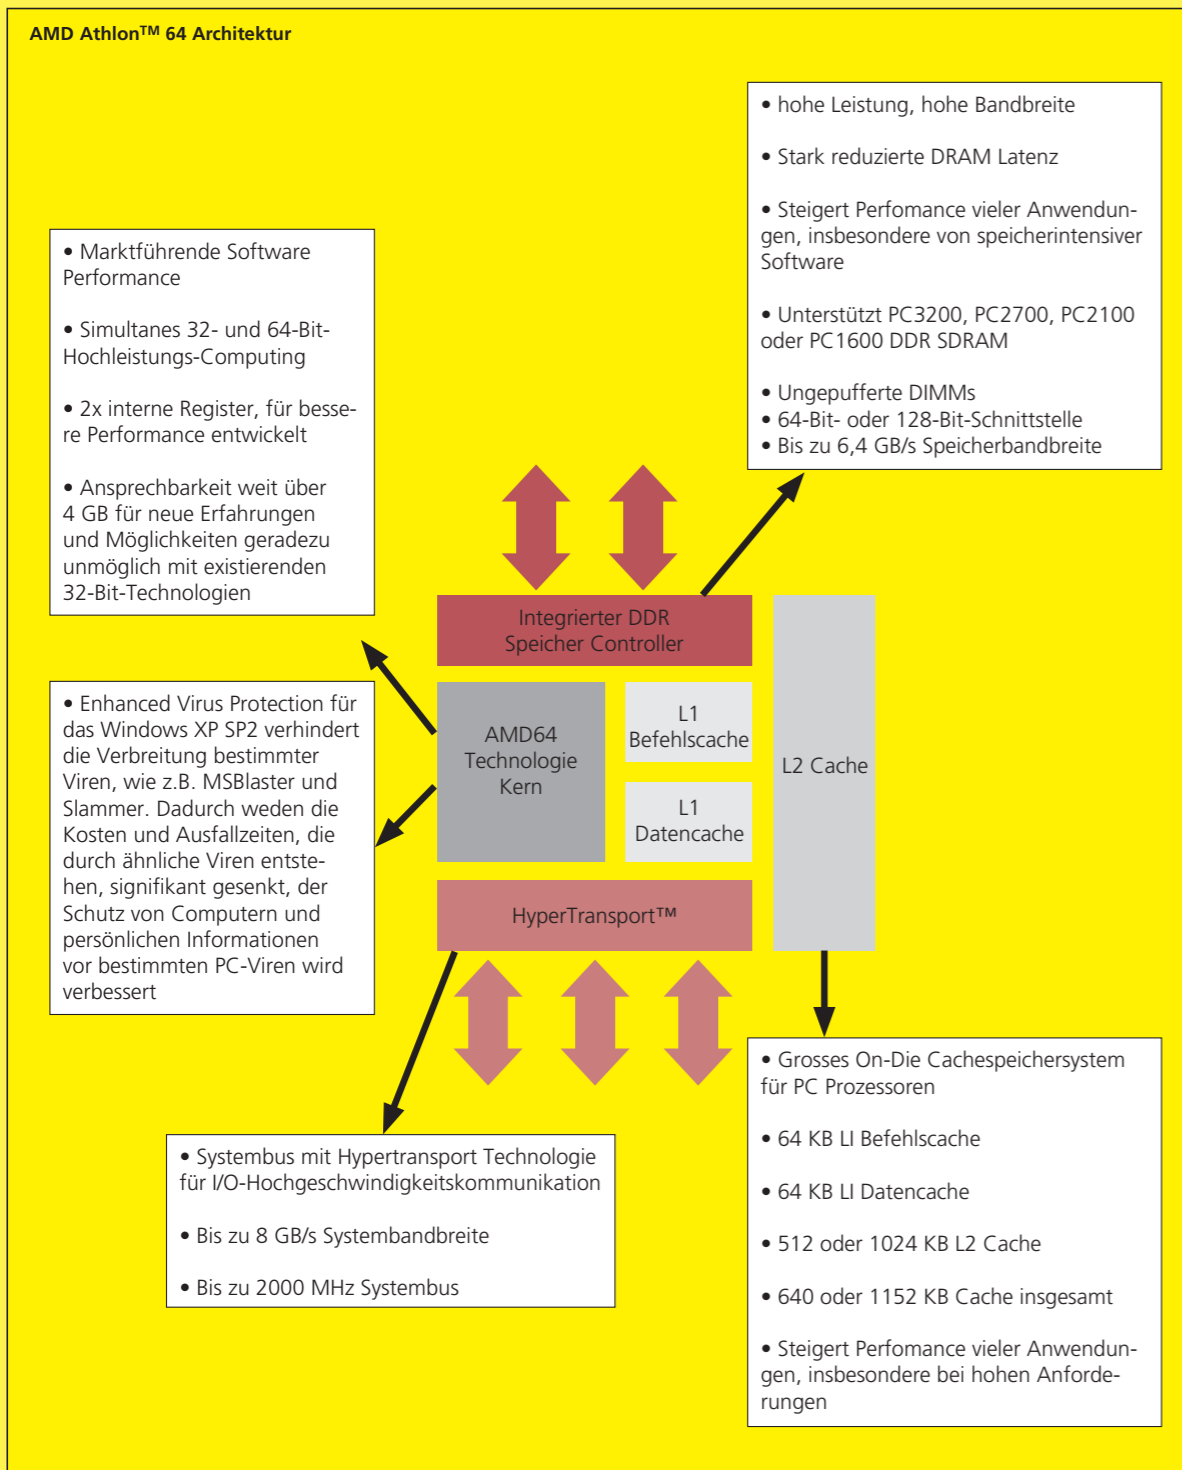 AMD Athlon™ 64 Architektur
• hohe Leistung, hohe Bandbreite
• Stark reduzierte DRAM Latenz
• Steigert Perfomance vieler Anwendun-
gen, insbesondere von speicherintensiver
Software
• Unterstützt PC3200, PC2700, PC2100
oder PC1600 DDR SDRAM
• Ungepufferte DIMMs
• 64-Bit- oder 128-Bit-Schnittstelle
• Bis zu 6,4 GB/s Speicherbandbreite
• Marktführende Software
Performance
• Simultanes 32- und 64-Bit-
Hochleistungs-Computing
• 2x interne Register, für besse-
re Performance entwickelt
• Ansprechbarkeit weit über
4 GB für neue Erfahrungen
und Möglichkeiten geradezu
unmöglich mit existierenden
32-Bit-Technologien
Integrierter DDR
Speicher Controller
AMD64
Technologie
Kern
L1
Befehlscache
L1
Datencache
L2 Cache
HyperTransport™
• Enhanced Virus Protection für
das Windows XP SP2 verhindert
die Verbreitung bestimmter
Viren, wie z.B. MSBlaster und
Slammer. Dadurch weden die
Kosten und Ausfallzeiten, die
durch ähnliche Viren entste-
hen, signifikant gesenkt, der
Schutz von Computern und
persönlichen Informationen
vor bestimmten PC-Viren wird
verbessert
• Systembus mit Hypertransport Technologie
für I/O-Hochgeschwindigkeitskommunikation
• Bis zu 8 GB/s Systembandbreite
• Bis zu 2000 MHz Systembus
• Grosses On-Die Cachespeichersystem
für PC Prozessoren
• 64 KB LI Befehlscache
• 64 KB LI Datencache
• 512 oder 1024 KB L2 Cache
• 640 oder 1152 KB Cache insgesamt
• Steigert Perfomance vieler Anwendun-
gen, insbesondere bei hohen Anforde-
rungen